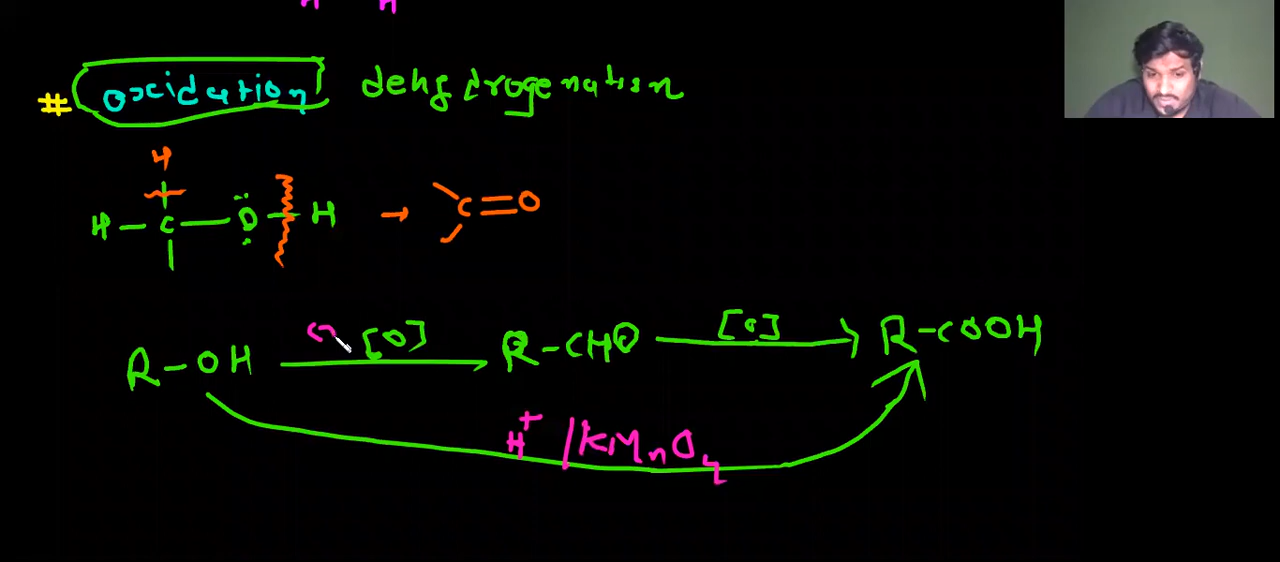 H H
# oxidation dehydrogenation
H
H - C - O - H → C = O
R - OH [O] R - CHO [O] R - COOH
H+ / KMnO4